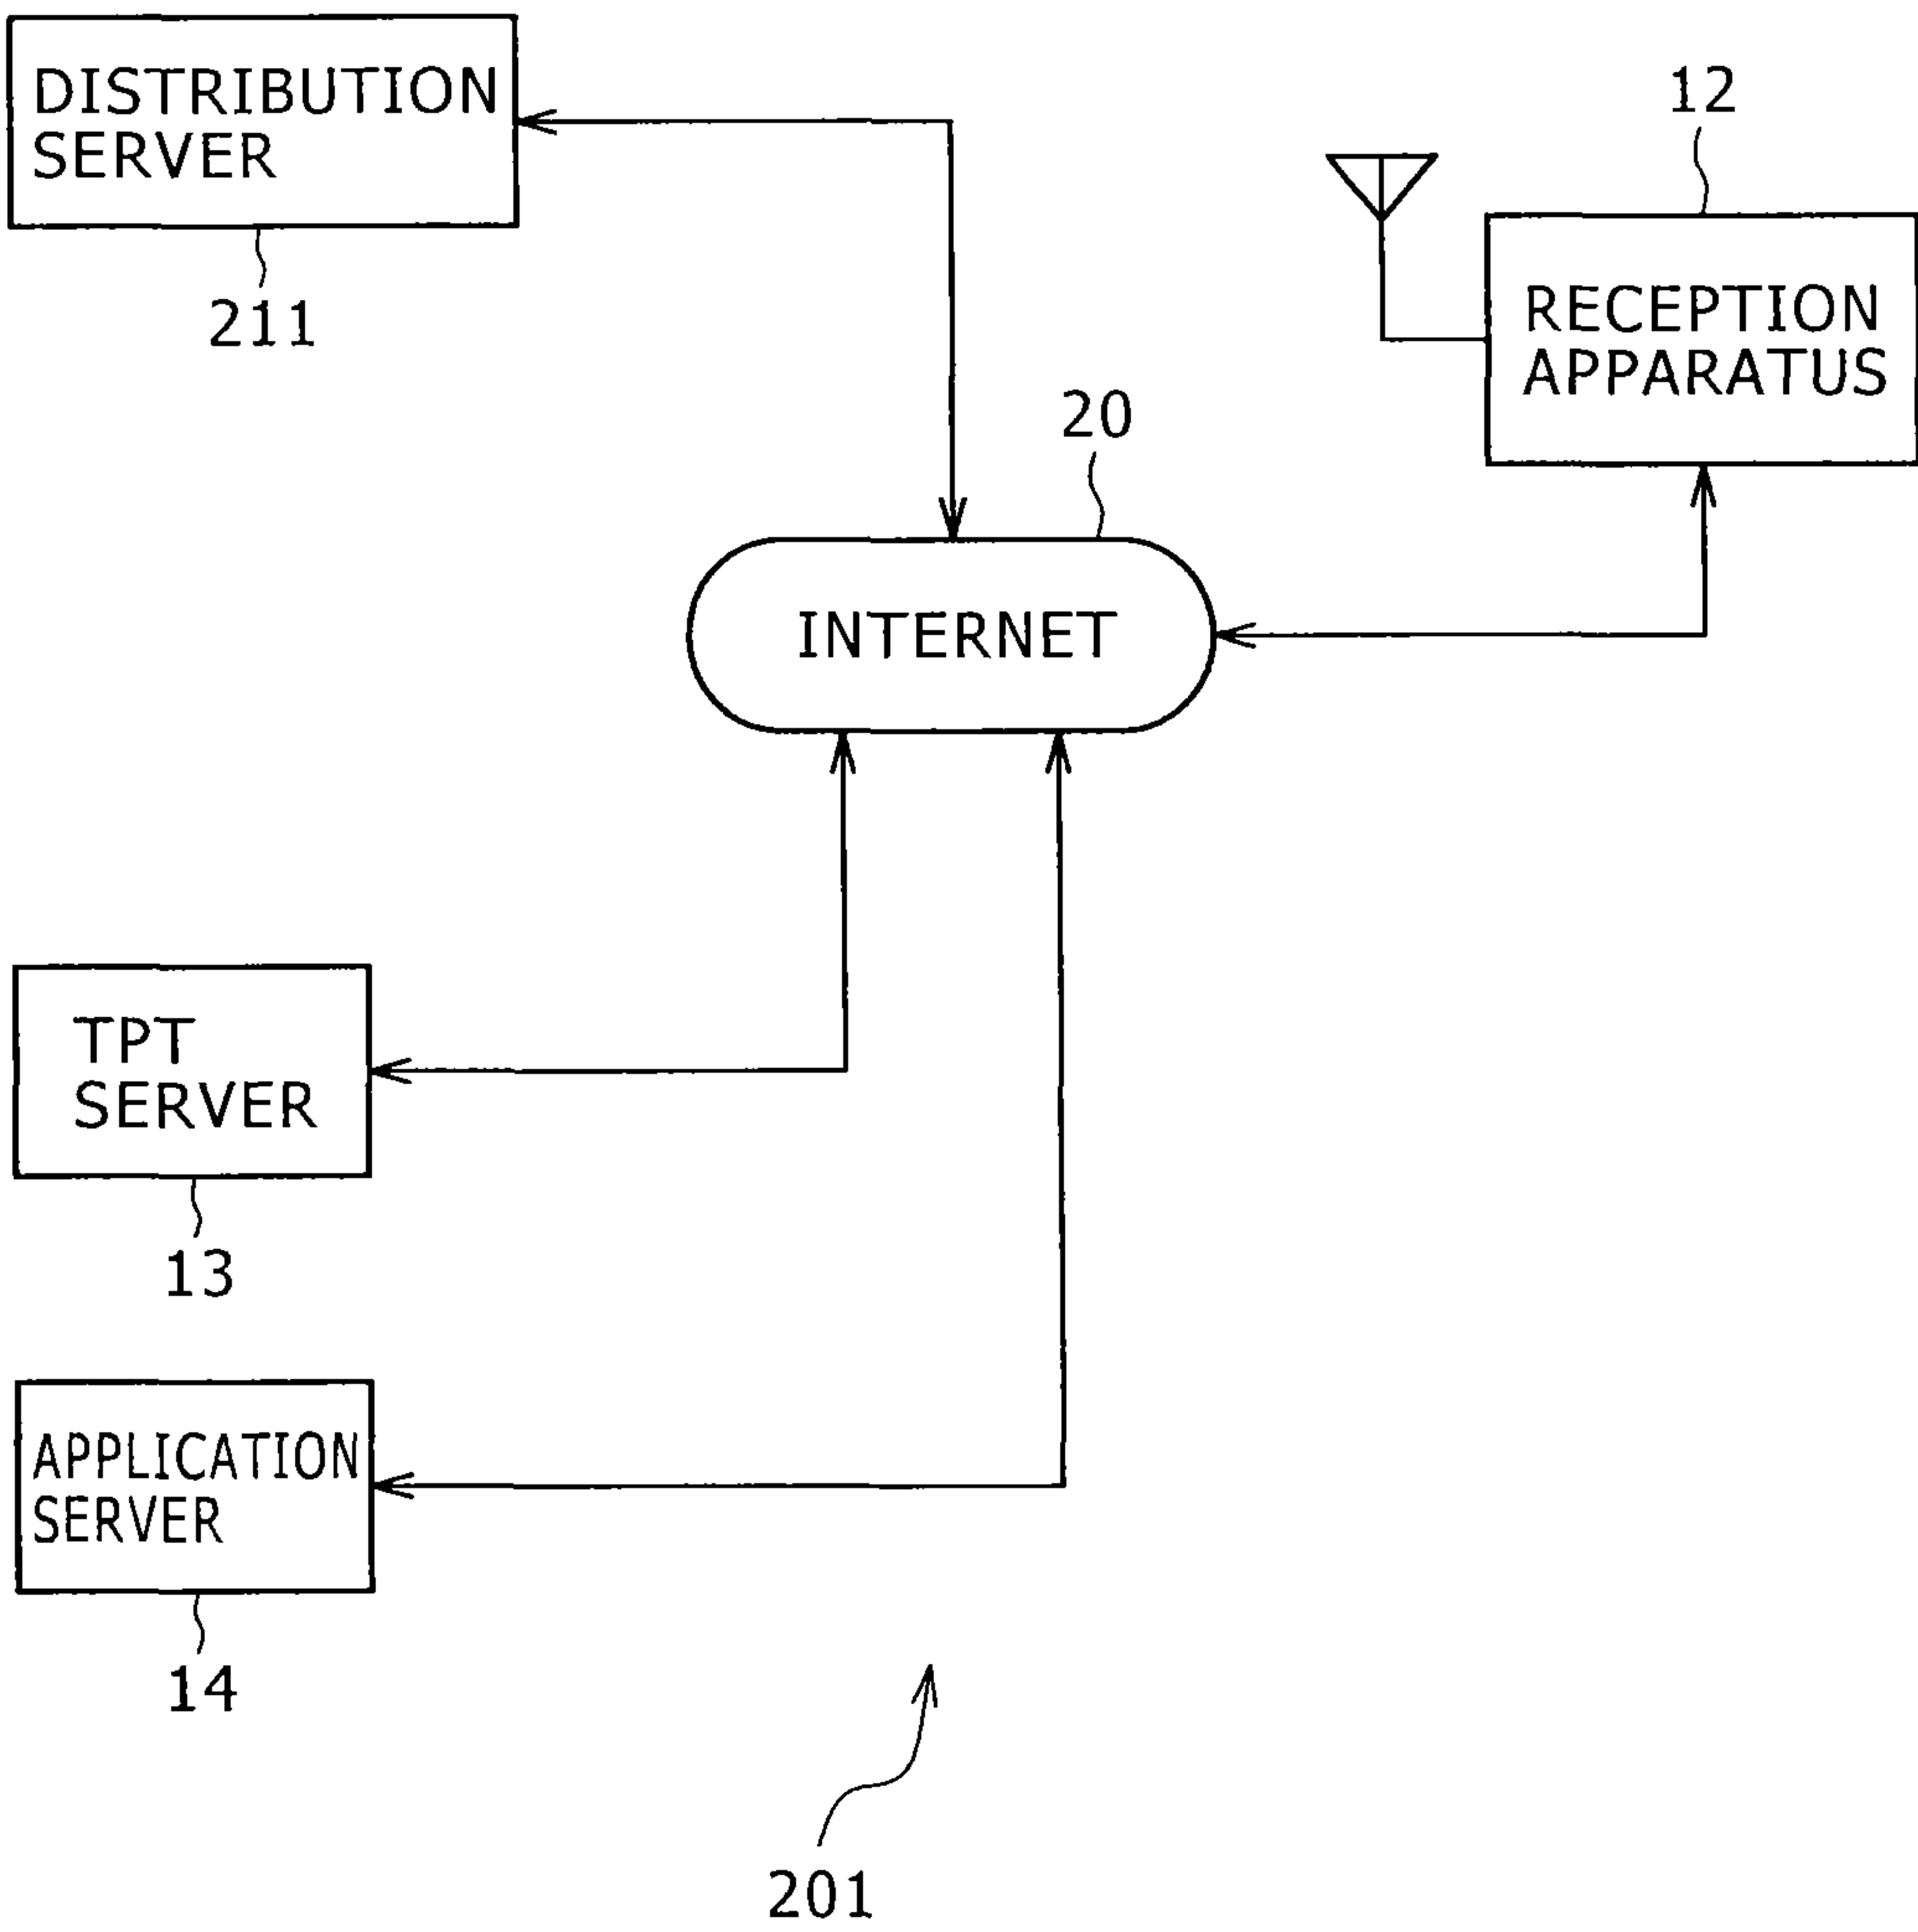 DISTRIBUTION
SERVER
211
12
RECEPTION
APPARATUS
20
INTERNET
TPT
SERVER
13
APPLICATION
SERVER
14
201